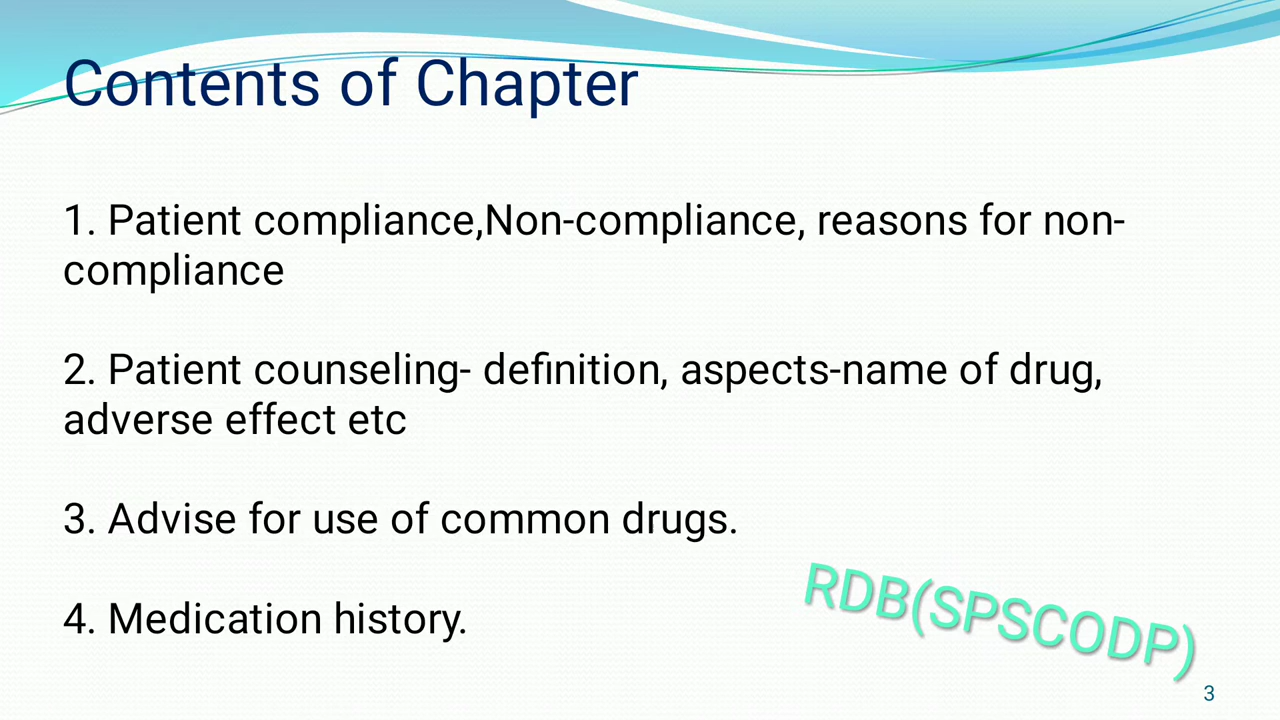 Contents of Chapter
1. Patient compliance,Non-compliance, reasons for non-
compliance
2. Patient counseling- definition, aspects-name of drug,
adverse effect etc
3. Advise for use of common drugs.
4. Medication history.
RDB(SPSCODP)
3